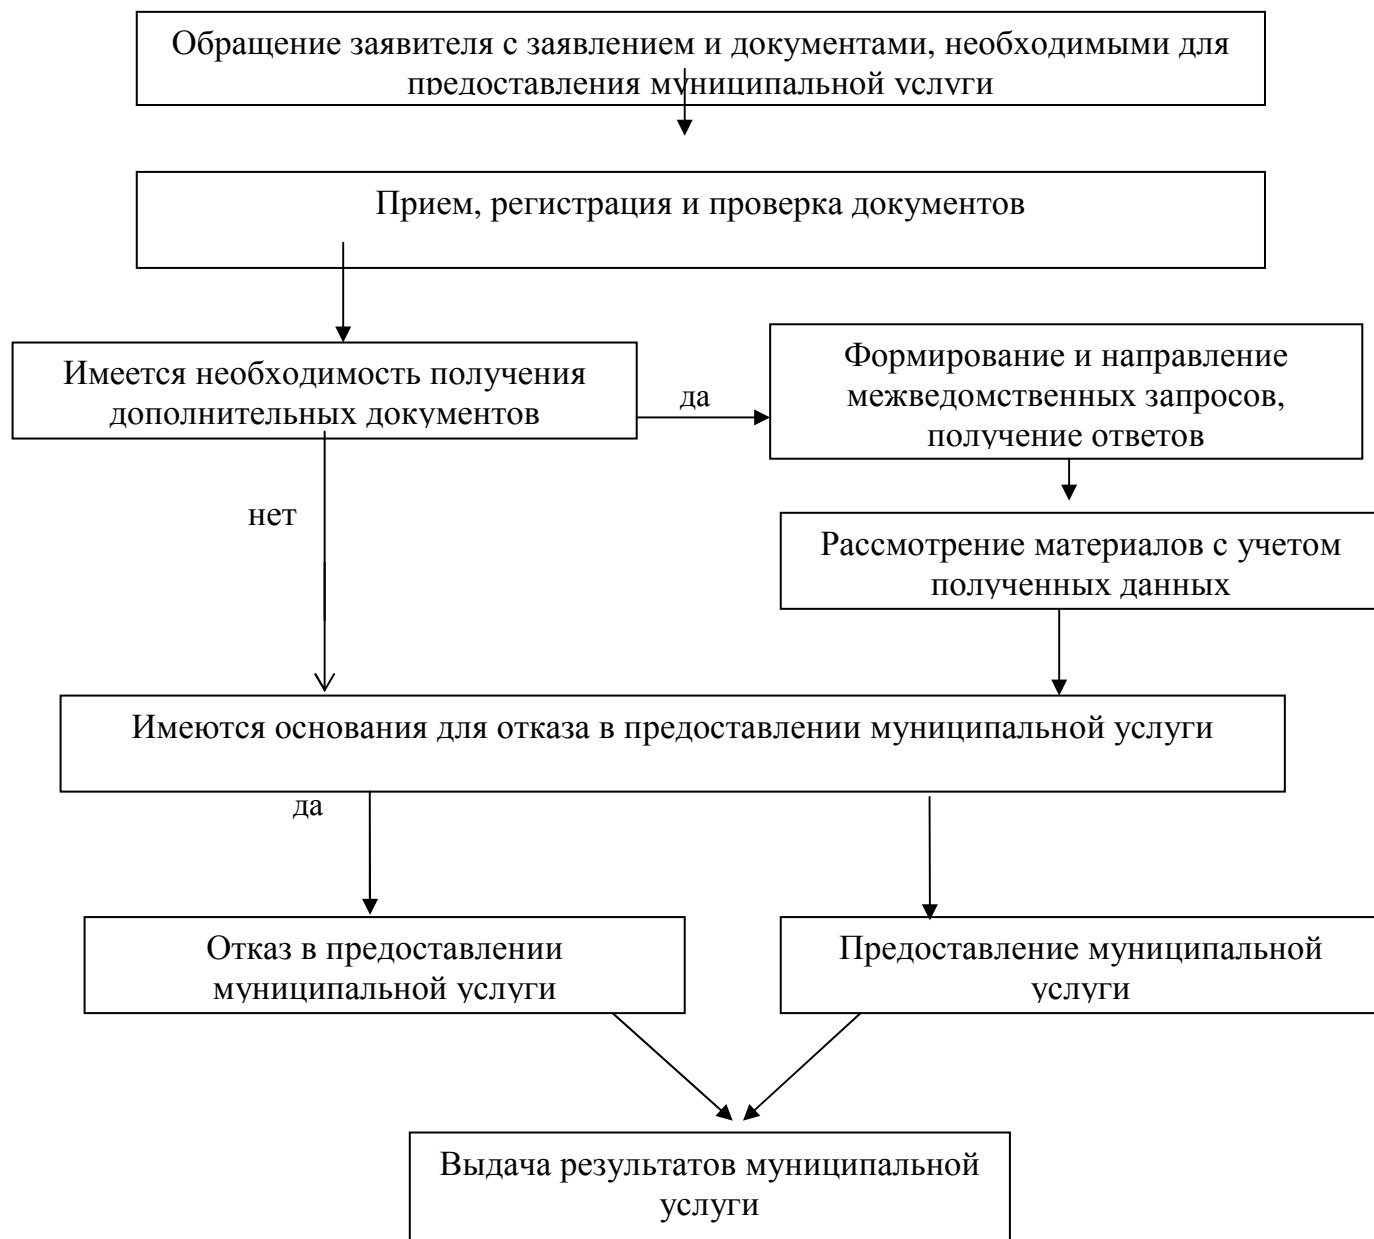 Обращение заявителя с заявлением и документами, необходимыми для
предоставления муниципальной услуги
Прием, регистрация и проверка документов
Имеется необходимость получения
дополнительных документов
да
Формирование и направление
межведомственных запросов,
получение ответов
нет
Рассмотрение материалов с учетом
полученных данных
Имеются основания для отказа в предоставлении муниципальной услуги
да
Отказ в предоставлении
муниципальной услуги
Предоставление муниципальной
услуги
Выдача результатов муниципальной
услуги